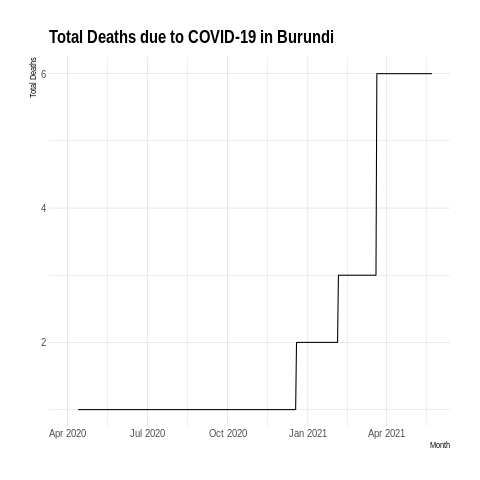 Total Deaths due to COVID-19 in Burundi
Total Deaths
6
4
2
Apr 2020 Jul 2020 Oct 2020 Jan 2021 Apr 2021
Month